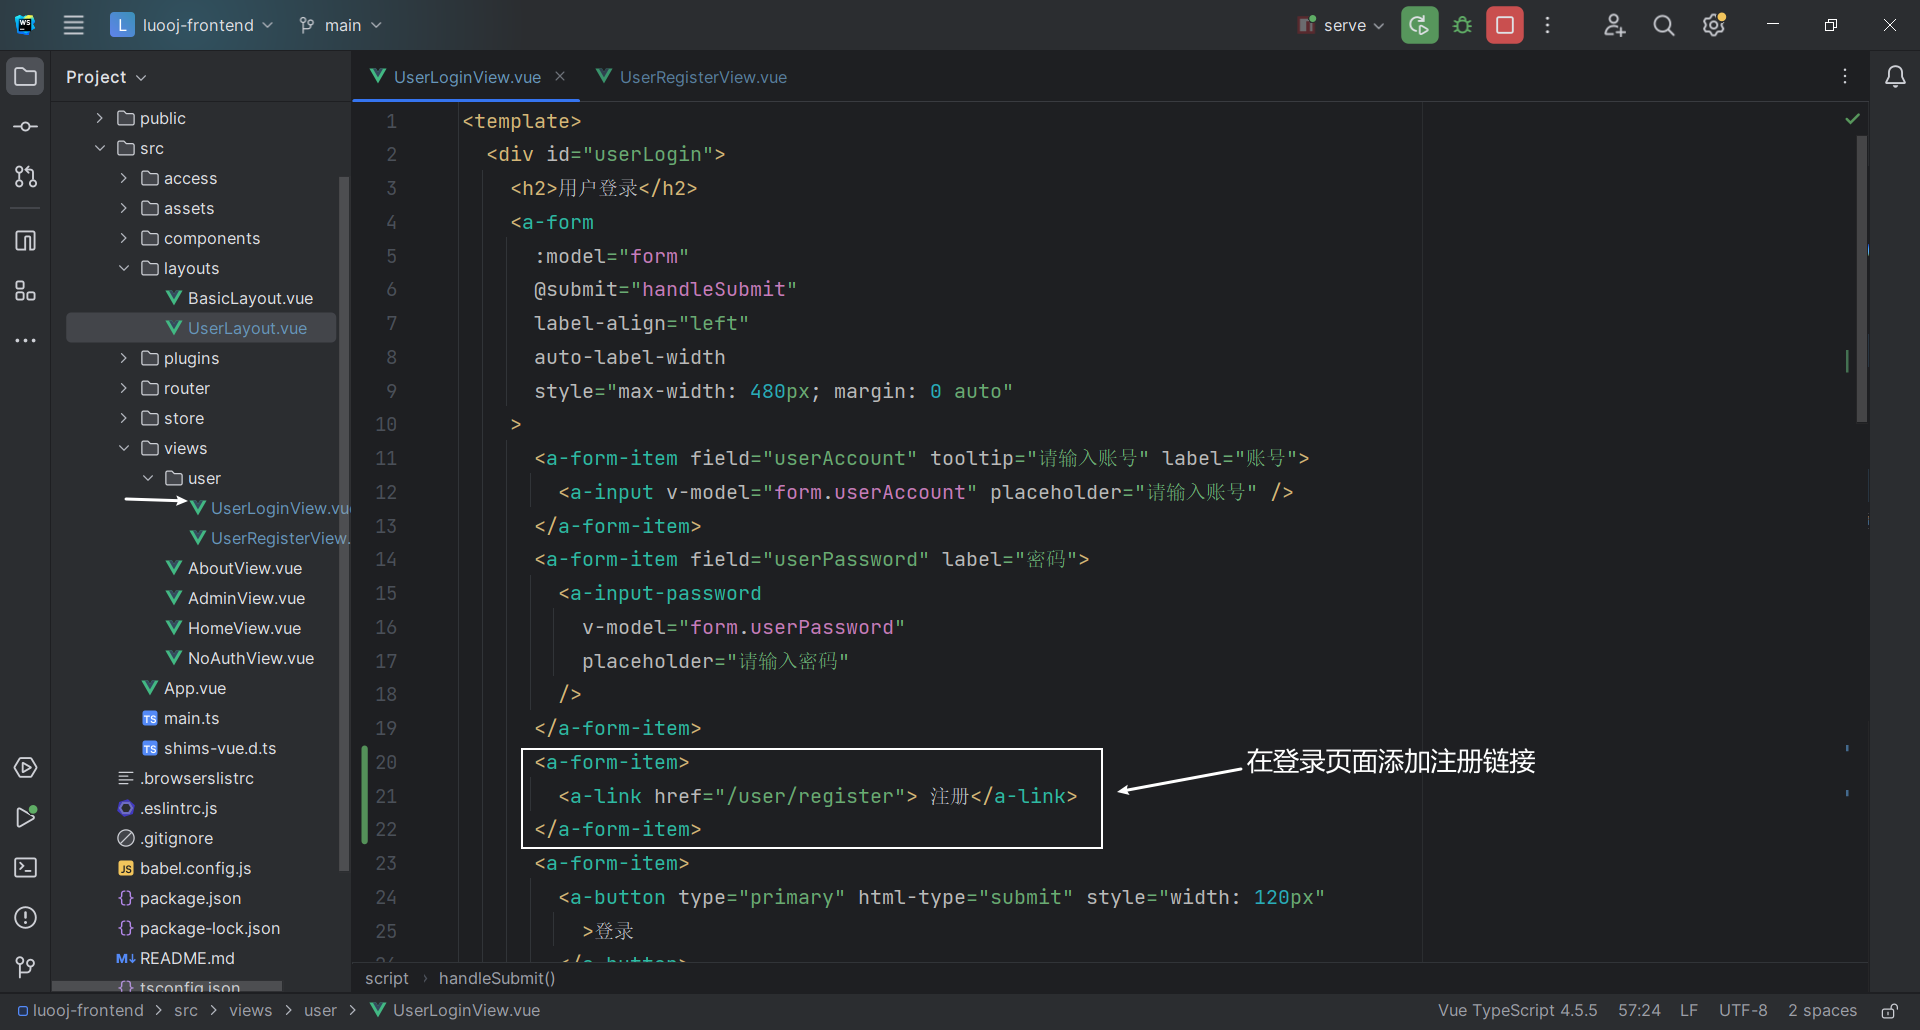 L luooj-frontend main serve
Project
public
src
access
assets
components
layouts
BasicLayout.vue
UserLayout.vue
plugins
router
store
views
user
UserLoginView.vue
UserRegisterView.
AboutView.vue
AdminView.vue
HomeView.vue
NoAuthView.vue
App.vue
TS main.ts
TS shims-vue.d.ts
.browserslistrc
.eslintrc.js
.gitignore
JS babel.config.js
{} package.json
{} package-lock.json
M↓ README.md
{} tsconfig.json
UserLoginView.vue UserRegisterView.vue
1 <template>
2 <div id="userLogin">
3 <h2>用户登录</h2>
4 <a-form
5 :model="form"
6 @submit="handleSubmit"
7 label-align="left"
8 auto-label-width
9 style="max-width: 480px; margin: 0 auto"
10 >
11 <a-form-item field="userAccount" tooltip="请输入账号" label="账号">
12 <a-input v-model="form.userAccount" placeholder="请输入账号" />
13 </a-form-item>
14 <a-form-item field="userPassword" label="密码">
15 <a-input-password
16 v-model="form.userPassword"
17 placeholder="请输入密码"
18 />
19 </a-form-item>
20 <a-form-item>
21 <a-link href="/user/register"> 注册</a-link>
22 </a-form-item>
在登录页面添加注册链接
23 <a-form-item>
24 <a-button type="primary" html-type="submit" style="width: 120px"
25 >登录
26 </a-button>
script › handleSubmit()
luooj-frontend > src > views > user > UserLoginView.vue
Vue TypeScript 4.5.5 57:24 LF UTF-8 2 spaces